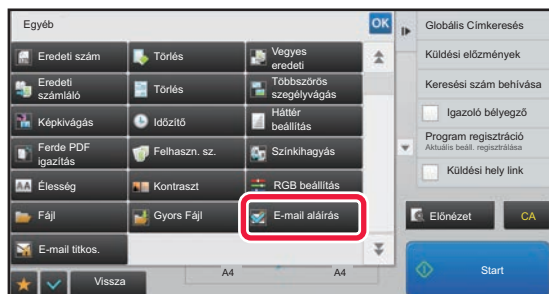 Egyéb
OK
Eredeti szám
Törlés
Vegyes
eredeti
Eredeti
számláló
Törlés
Többszörös
szegélyvágás
Képkivágás
Időzítő
Háttér
beállítás
Ferde PDF
igazítás
Felhaszn. sz.
Színkihagyás
AA
Élesség
Kontraszt
RGB beállítás
Fájl
Gyors Fájl
E-mail aláírás
E-mail titkos.
Vissza
A4
A4
Globális Címkeresés
Küldési előzmények
Keresési szám behívása
Igazoló bélyegző
Program regisztráció
Aktuális beáll. regisztrálása
Küldési hely link
Előnézet
CA
Start